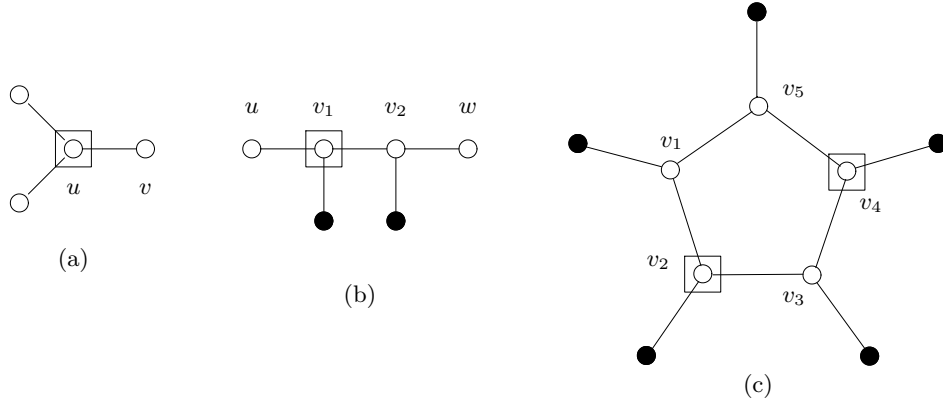 u v
(a)
u v₁ v₂ w
(b)
v₅
v₁
v₄
v₂
v₃
(c)